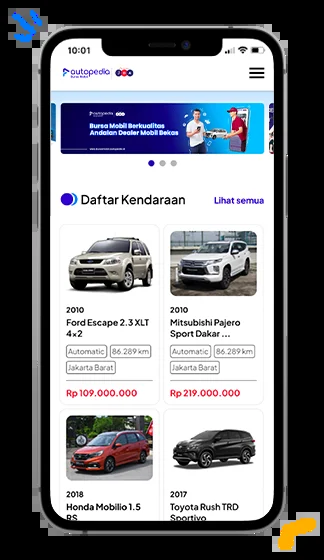 10:01
autopedia
Bursa Mobil Berkualitas
Andalan Dealer Mobil Bekas
Daftar Kendaraan
Lihat semua
2010
Ford Escape 2.3 XLT
4x2
Automatic
86.289 km
Jakarta Barat
Rp 109.000.000
2010
Mitsubishi Pajero
Sport Dakar ...
Automatic
86.289 km
Jakarta Barat
Rp 219.000.000
2018
Honda Mobilio 1.5
RS
2017
Toyota Rush TRD
Sportivo